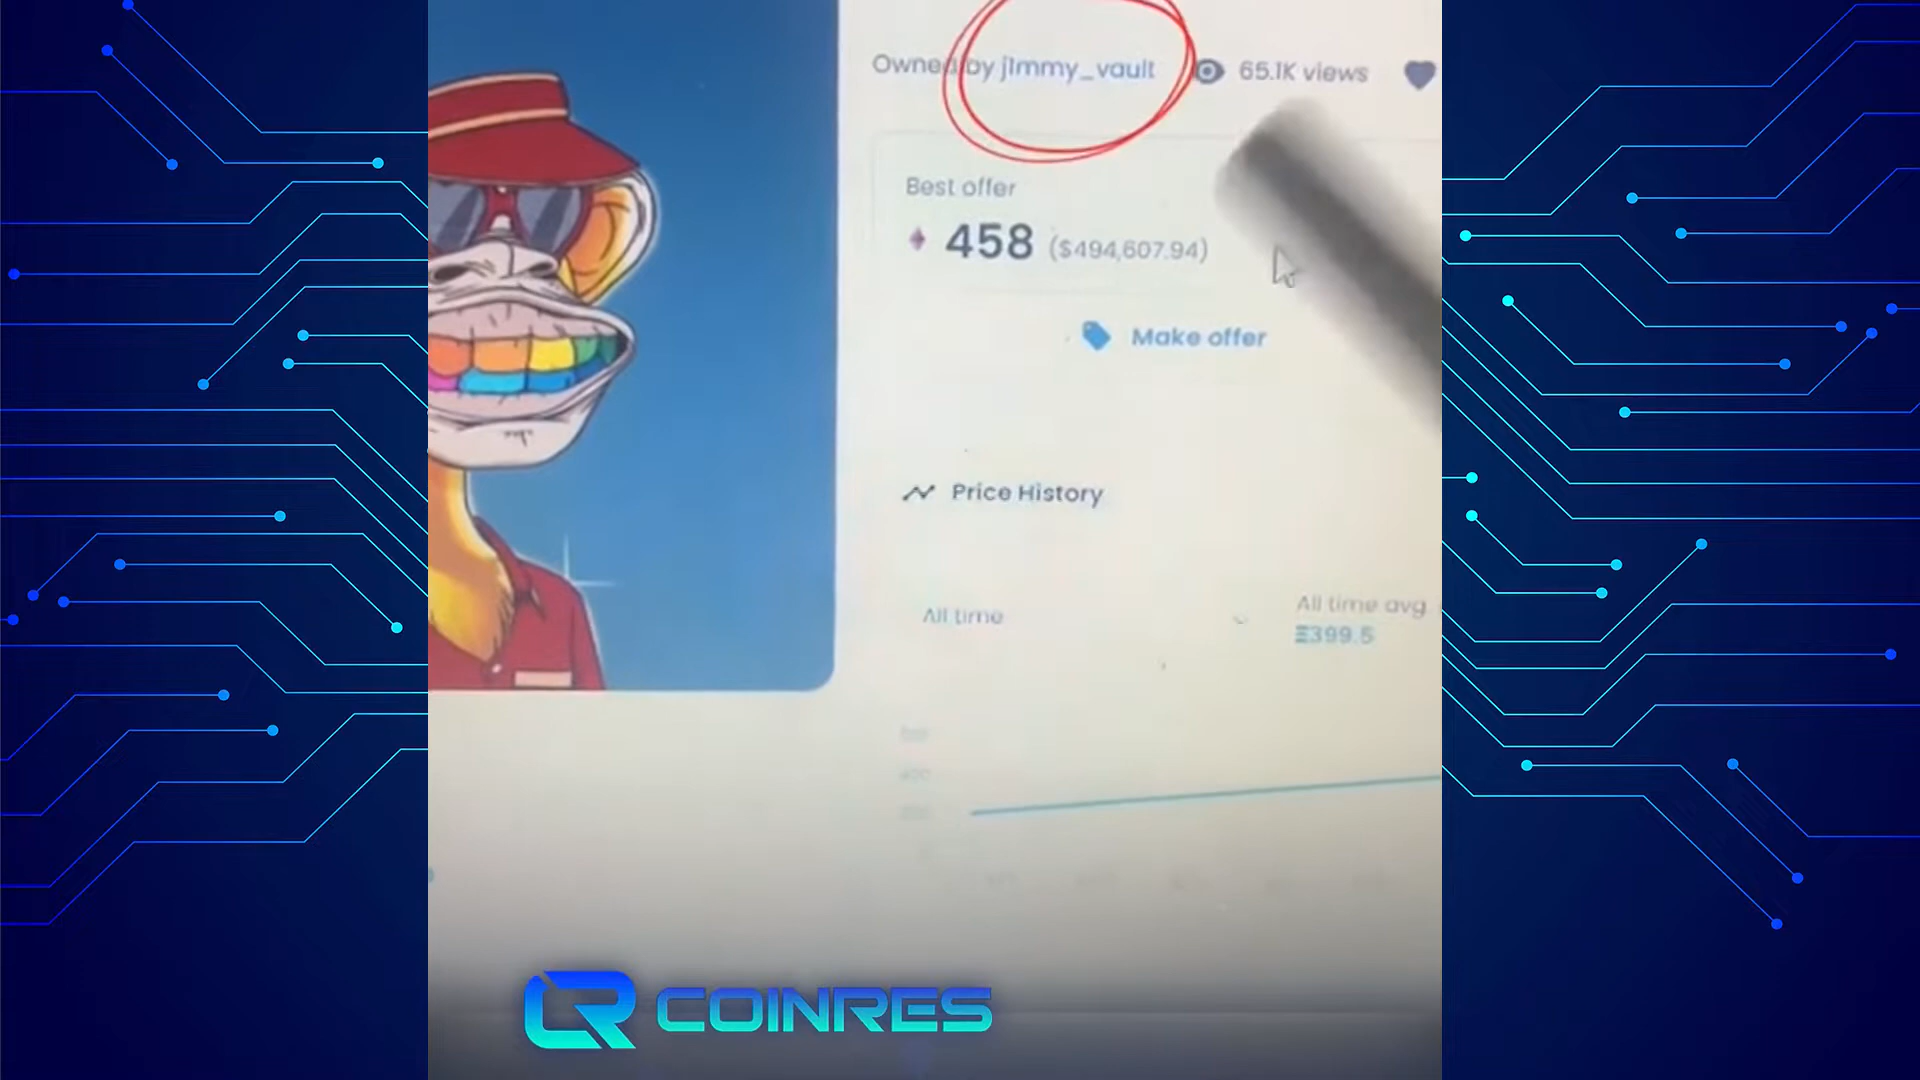 Owned by j1mmy_vault
65.1K views
Best offer
458 ($494,607.94)
Make offer
Price History
All time
All time avg
Ξ399.5
COINRES